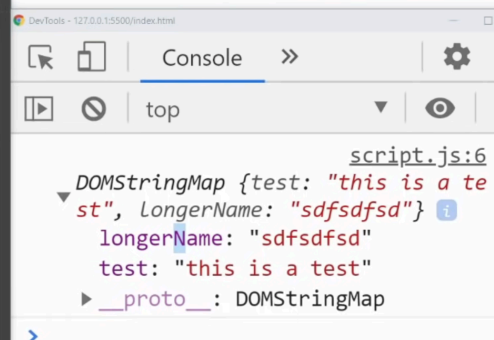 DevTools - 127.0.0.1:5500/index.html
Console
top
script.js:6
DOMStringMap {test: "this is a te
st", longerName: "sdfsdfsd"} i
longerName: "sdfsdfsd"
test: "this is a test"
__proto__: DOMStringMap